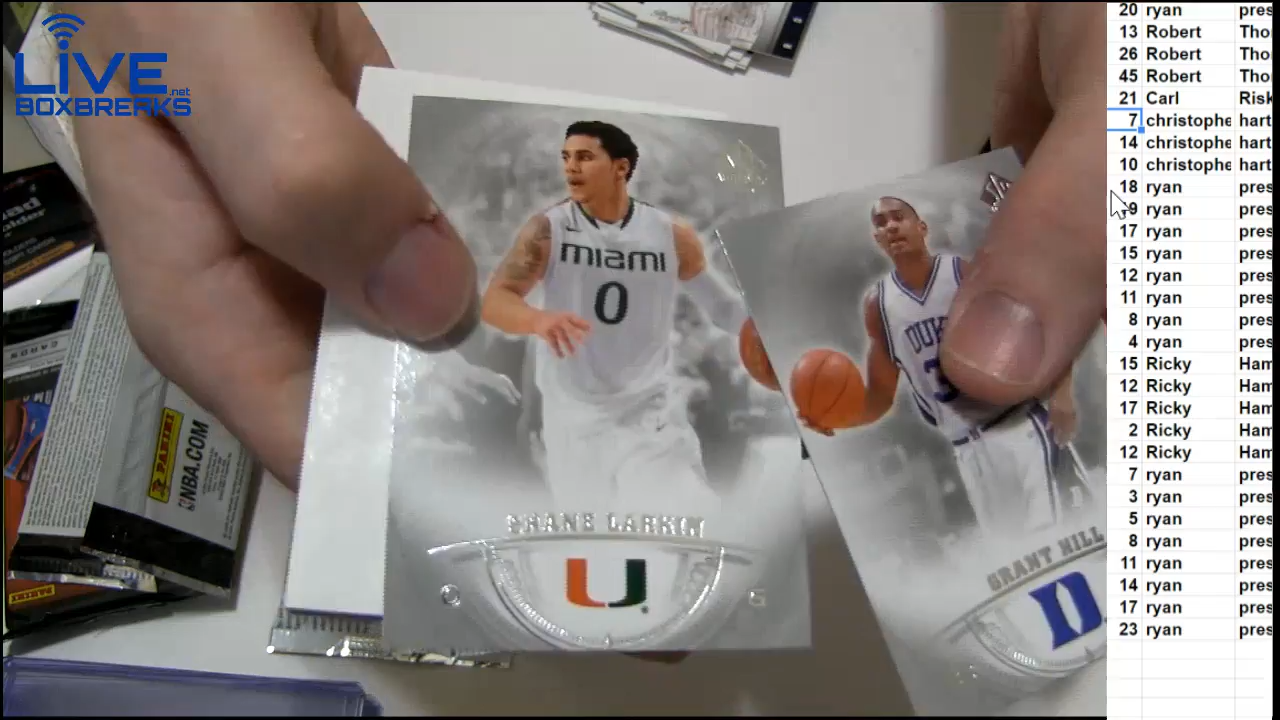 LIVE
.net
BOXBREAKS
MIAMI
0
SHANE LARKIN
G
U
DUKE
3
GRANT HILL
D
CARDS
PANINI
NBA.COM
PANINI
20 ryan pres
13 Robert Tho
26 Robert Tho
45 Robert Tho
21 Carl Risk
7 christophe hart
14 christophe hart
10 christophe hart
18 ryan pres
9 ryan pres
17 ryan pres
15 ryan pres
12 ryan pres
11 ryan pres
8 ryan pres
4 ryan pres
15 Ricky Ham
12 Ricky Ham
17 Ricky Ham
2 Ricky Ham
12 Ricky Ham
7 ryan pres
3 ryan pres
5 ryan pres
8 ryan pres
11 ryan pres
14 ryan pres
17 ryan pres
23 ryan pres